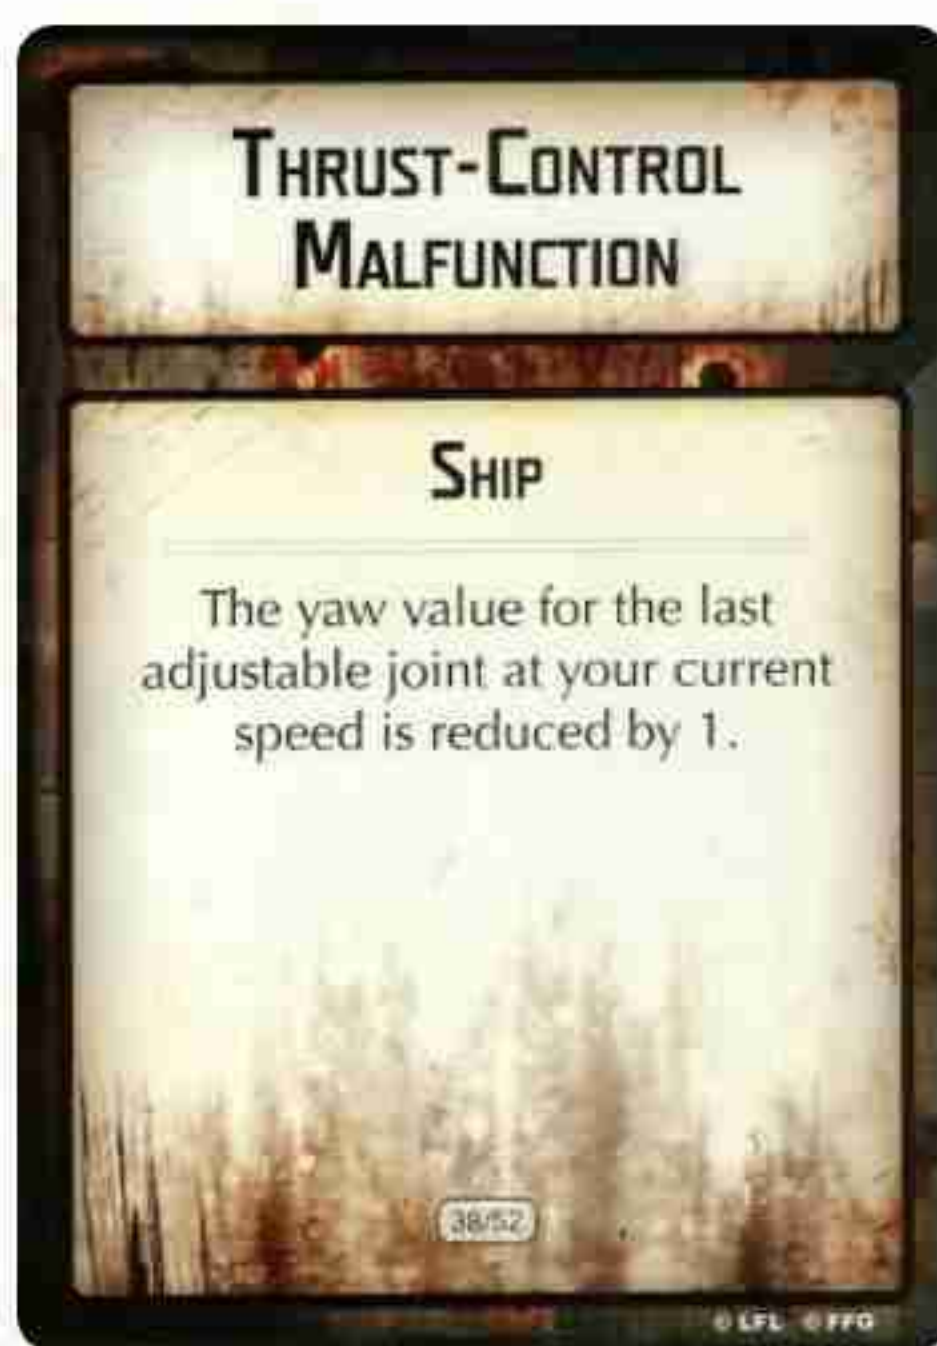 THRUST-CONTROL
MALFUNCTION
SHIP
The yaw value for the last
adjustable joint at your current
speed is reduced by 1.
38/52
© LFL © FFG